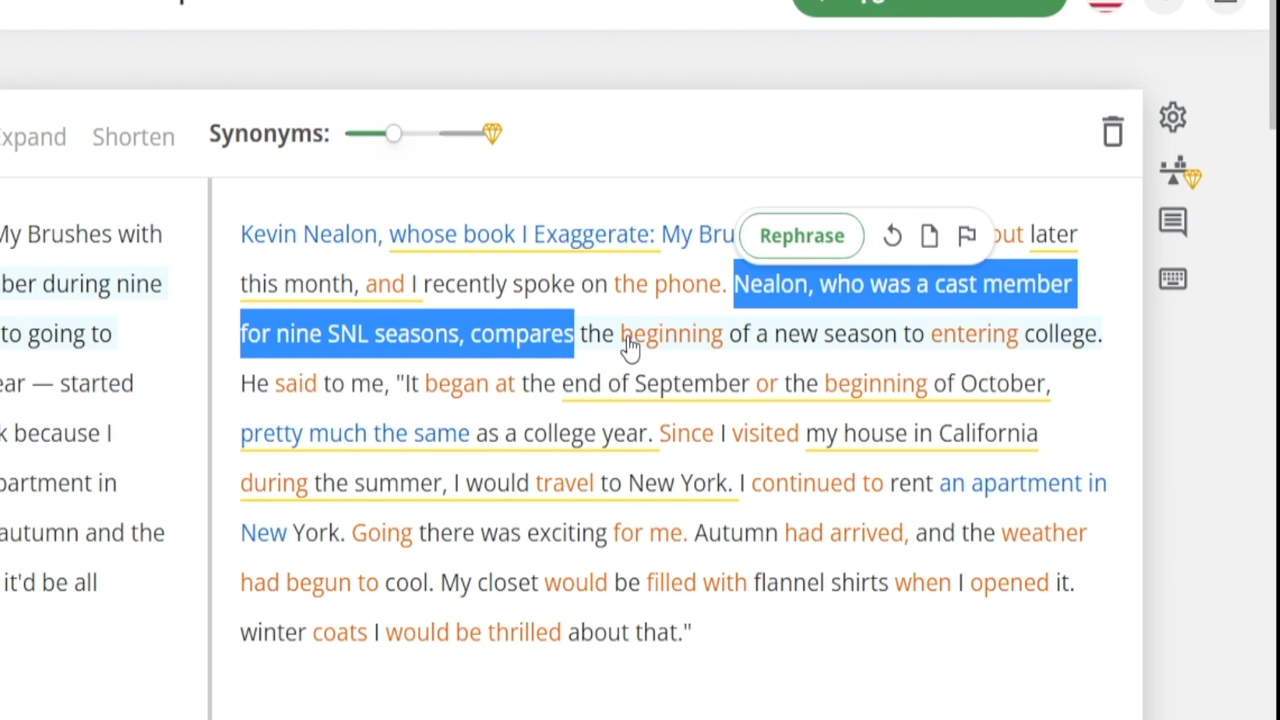 Expand Shorten Synonyms:
My Brushes with
ber during nine
to going to
ear — started
k because I
partment in
autumn and the
it'd be all
Kevin Nealon, whose book I Exaggerate: My Bru Rephrase out later
this month, and I recently spoke on the phone. Nealon, who was a cast member
for nine SNL seasons, compares the beginning of a new season to entering college.
He said to me, "It began at the end of September or the beginning of October,
pretty much the same as a college year. Since I visited my house in California
during the summer, I would travel to New York. I continued to rent an apartment in
New York. Going there was exciting for me. Autumn had arrived, and the weather
had begun to cool. My closet would be filled with flannel shirts when I opened it.
winter coats I would be thrilled about that."